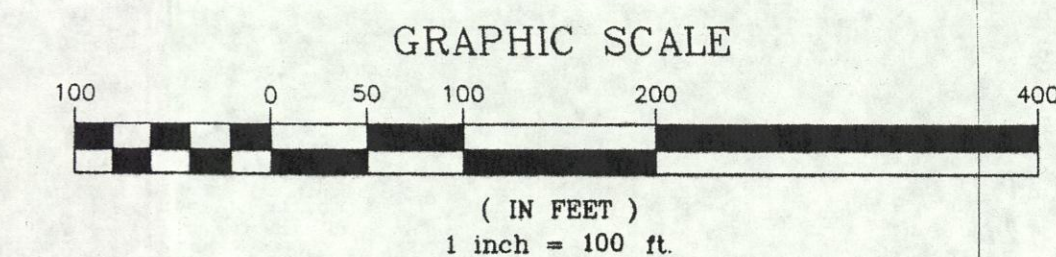 GRAPHIC SCALE
100 0 50 100 200 400
( IN FEET )
1 inch = 100 ft.